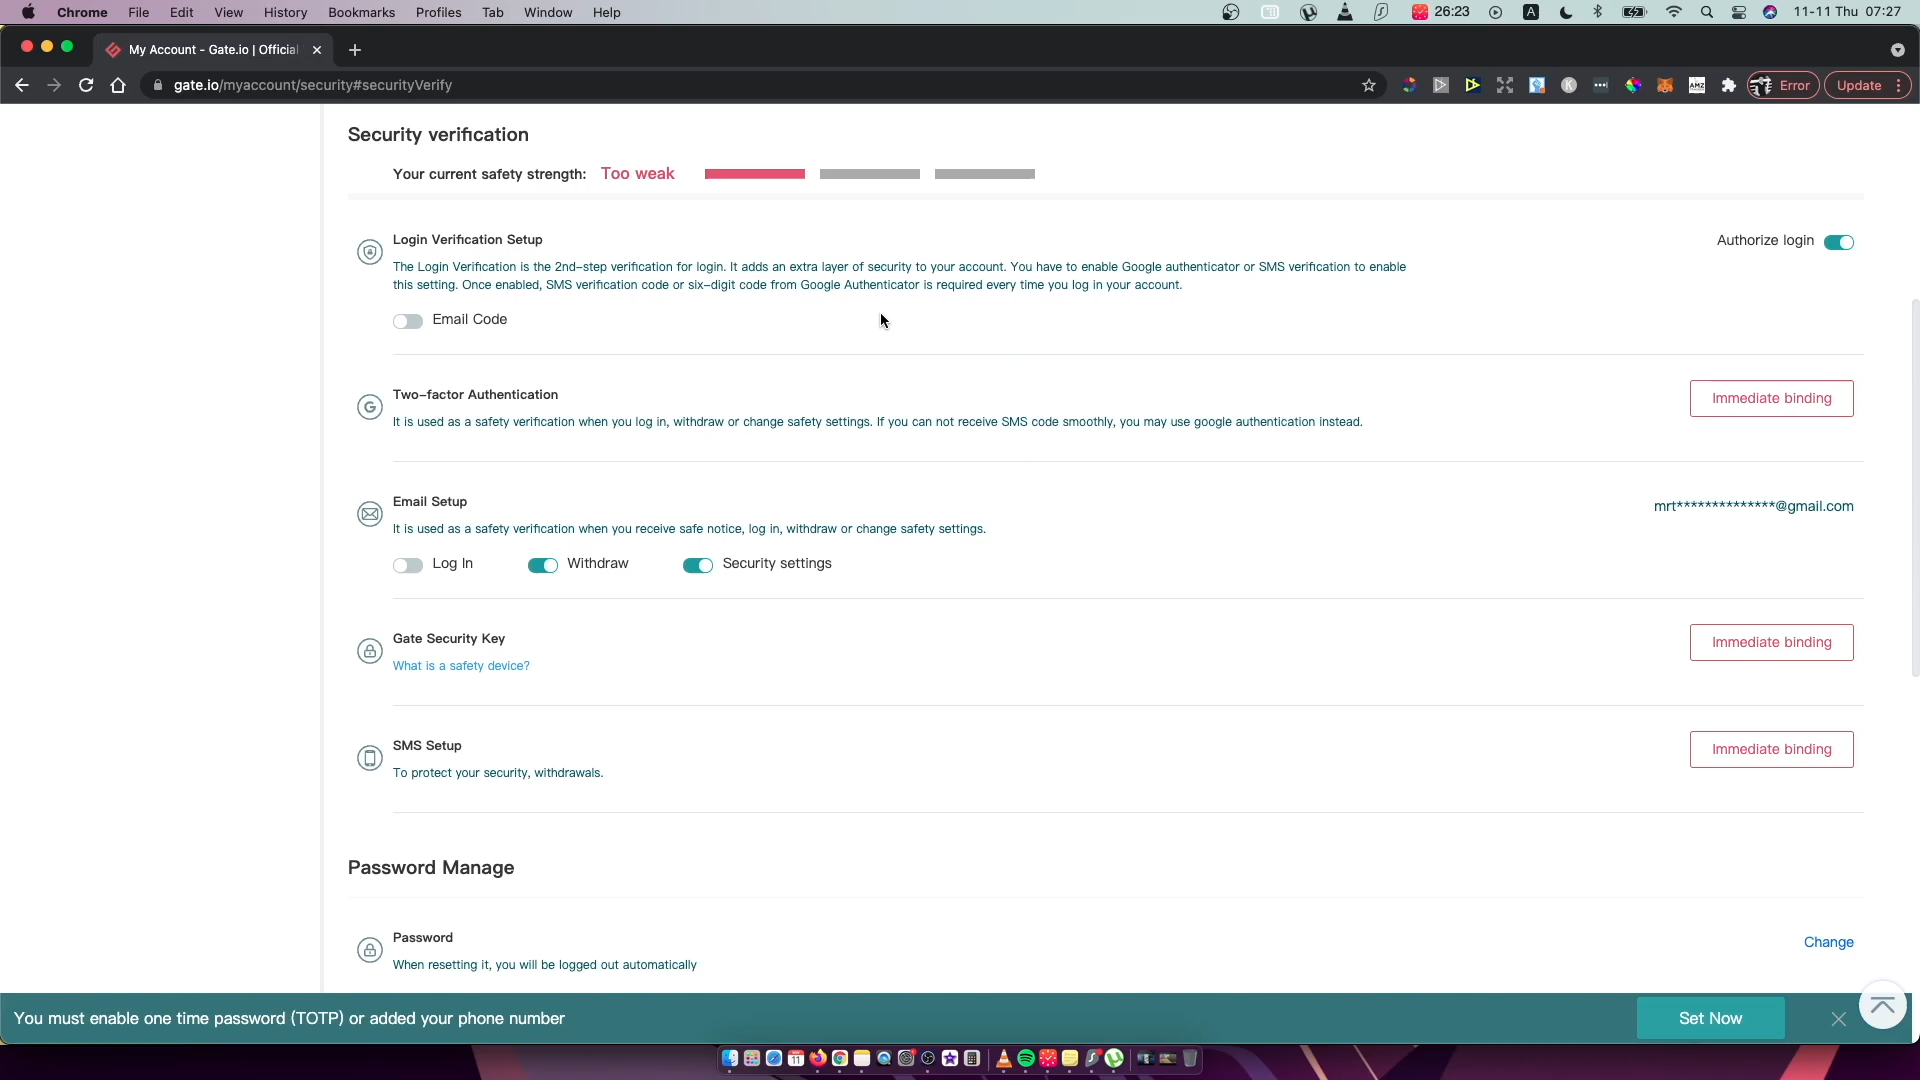 Chrome File Edit View History Bookmarks Profiles Tab Window Help 26:23 A 11-11 Thu 07:27
My Account - Gate.io | Official
gate.io/myaccount/security#securityVerify K AMZ Error Update
Security verification
Your current safety strength: Too weak
Login Verification Setup Authorize login
The Login Verification is the 2nd-step verification for login. It adds an extra layer of security to your account. You have to enable Google authenticator or SMS verification to enable
this setting. Once enabled, SMS verification code or six-digit code from Google Authenticator is required every time you log in your account.
Email Code
Two-factor Authentication Immediate binding
G
It is used as a safety verification when you log in, withdraw or change safety settings. If you can not receive SMS code smoothly, you may use google authentication instead.
Email Setup mrt**************@gmail.com
It is used as a safety verification when you receive safe notice, log in, withdraw or change safety settings.
Log In Withdraw Security settings
Gate Security Key Immediate binding
What is a safety device?
SMS Setup Immediate binding
To protect your security, withdrawals.
Password Manage
Password Change
When resetting it, you will be logged out automatically
You must enable one time password (TOTP) or added your phone number Set Now
11